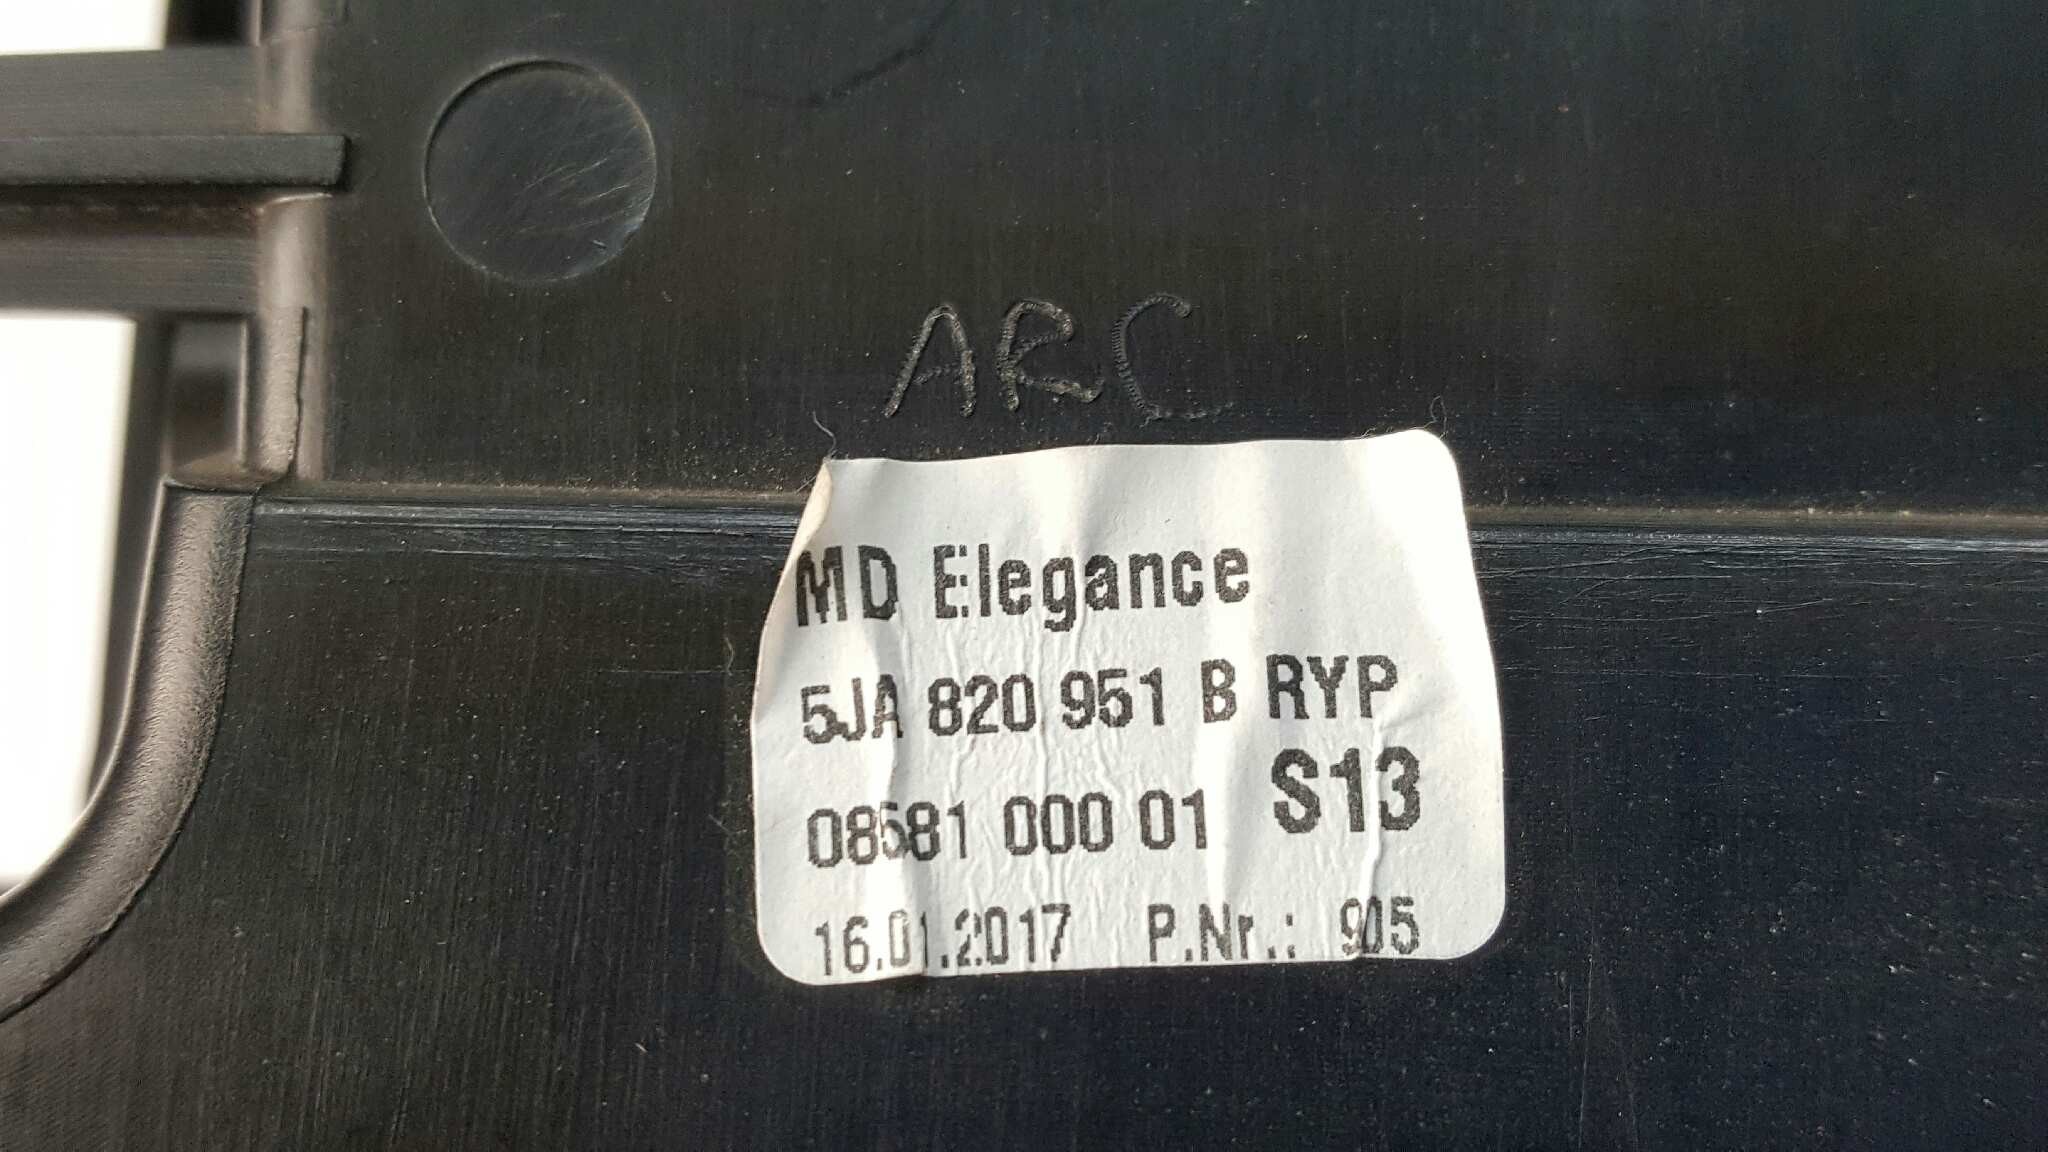 ARC
MD Elegance
5JA 820 951 B RYP
08581 000 01 S13
16.01.2017 P.Nr.: 905